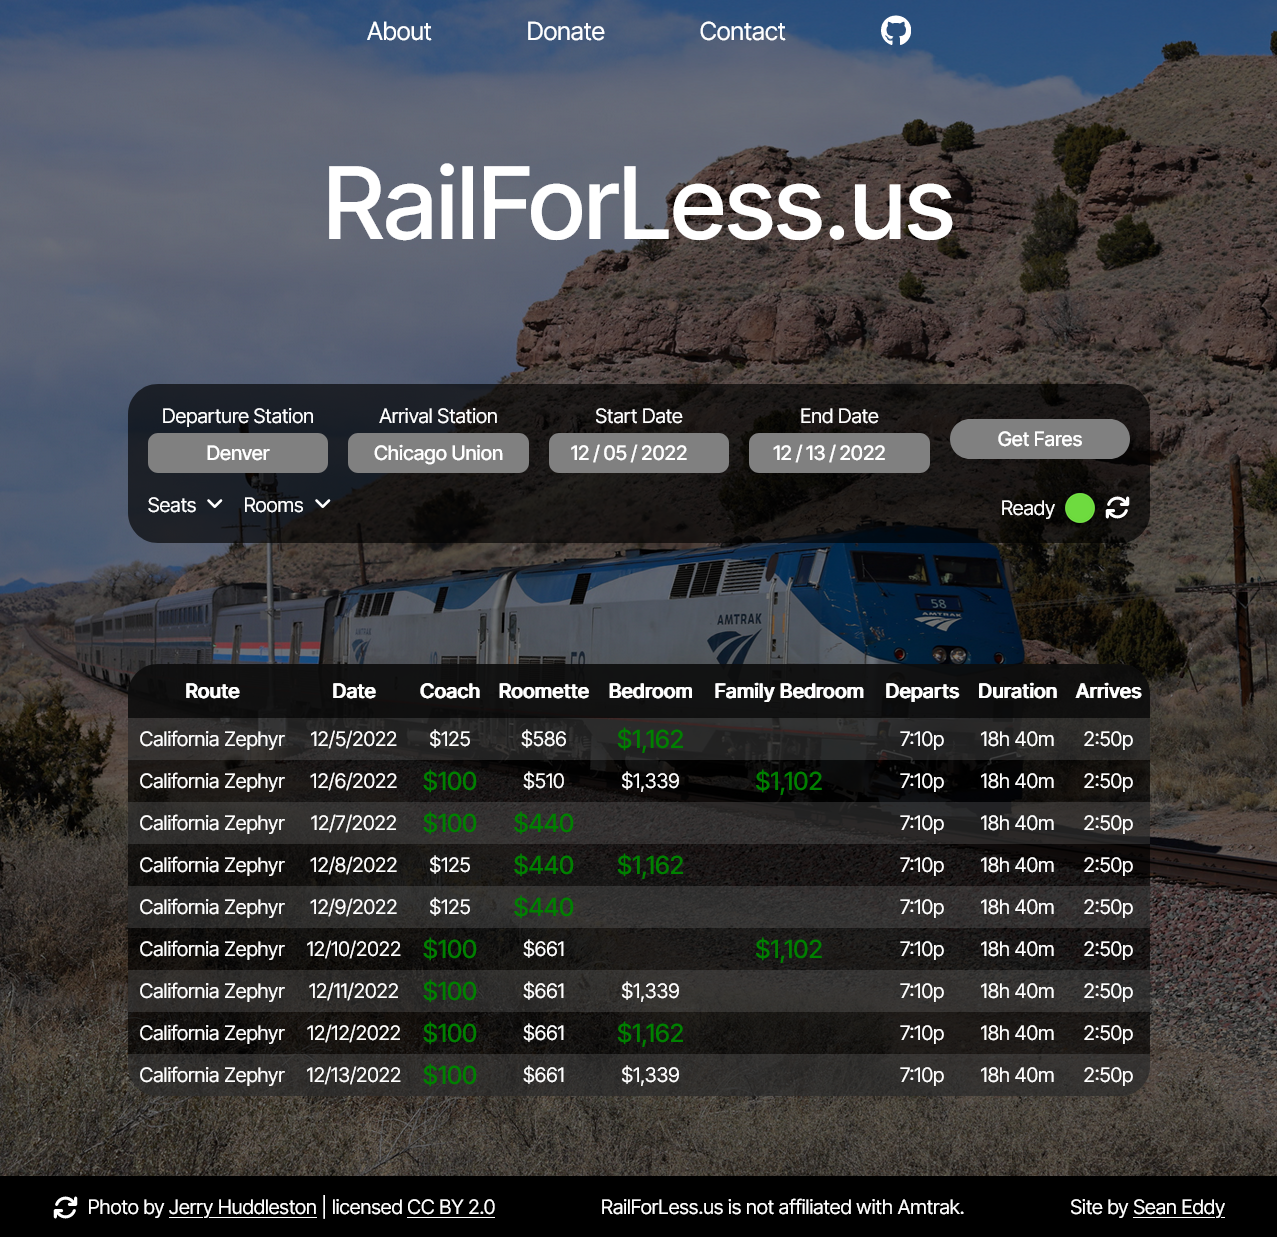 About Donate Contact
RailForLess.us
Departure Station Arrival Station Start Date End Date
Denver Chicago Union 12 / 05 / 2022 12 / 13 / 2022 Get Fares
Seats Rooms Ready
58
AMTRAK
AMTRAK
Route Date Coach Roomette Bedroom Family Bedroom Departs Duration Arrives
California Zephyr 12/5/2022 $125 $586 $1,162 7:10p 18h 40m 2:50p
California Zephyr 12/6/2022 $100 $510 $1,339 $1,102 7:10p 18h 40m 2:50p
California Zephyr 12/7/2022 $100 $440 7:10p 18h 40m 2:50p
California Zephyr 12/8/2022 $125 $440 $1,162 7:10p 18h 40m 2:50p
California Zephyr 12/9/2022 $125 $440 7:10p 18h 40m 2:50p
California Zephyr 12/10/2022 $100 $661 $1,102 7:10p 18h 40m 2:50p
California Zephyr 12/11/2022 $100 $661 $1,339 7:10p 18h 40m 2:50p
California Zephyr 12/12/2022 $100 $661 $1,162 7:10p 18h 40m 2:50p
California Zephyr 12/13/2022 $100 $661 $1,339 7:10p 18h 40m 2:50p
Photo by Jerry Huddleston | licensed CC BY 2.0 RailForLess.us is not affiliated with Amtrak. Site by Sean Eddy